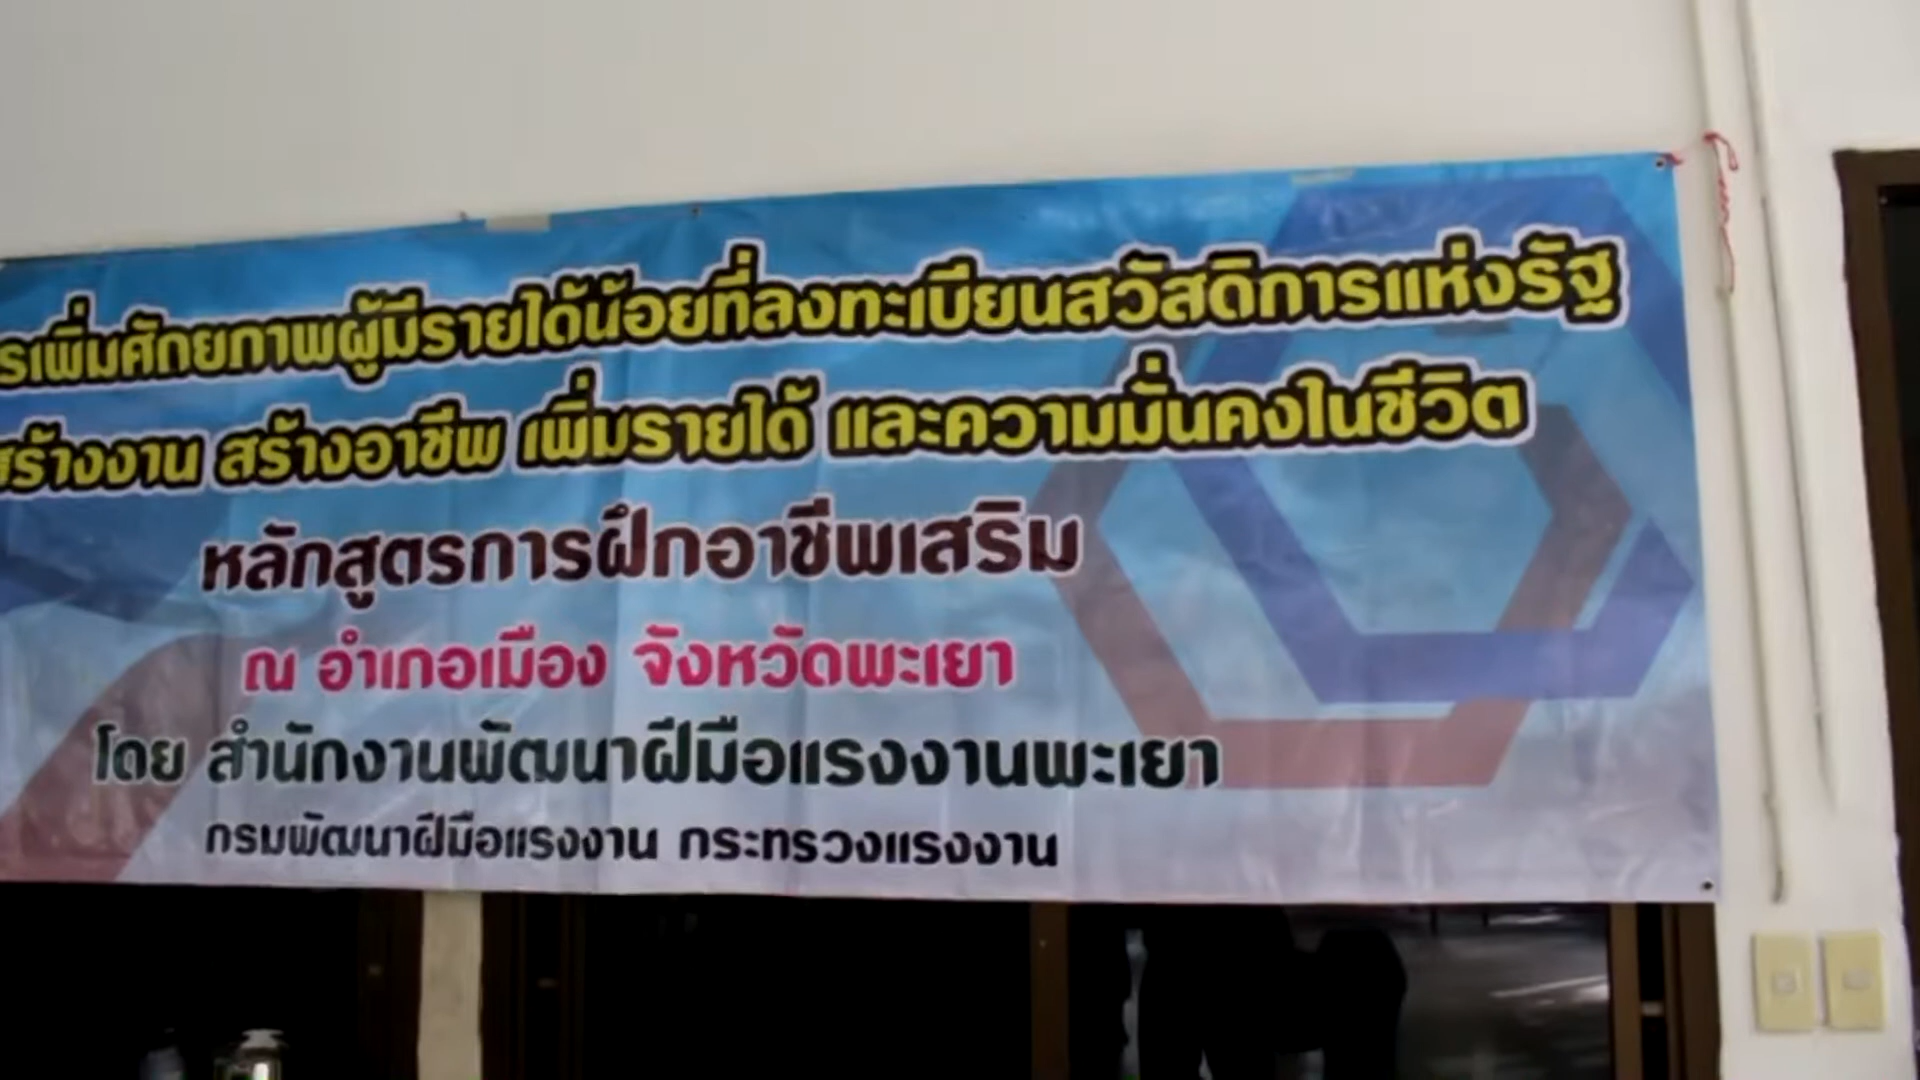 รเพิ่มศักยภาพผู้มีรายได้น้อยที่ลงทะเบียนสวัสดิการแห่งรัฐ
สร้างงาน สร้างอาชีพ เพิ่มรายได้ และความมั่นคงในชีวิต
หลักสูตรการฝึกอาชีพเสริม
ณ อำเภอเมือง จังหวัดพะเยา
โดย สำนักงานพัฒนาฝีมือแรงงานพะเยา
กรมพัฒนาฝีมือแรงงาน กระทรวงแรงงาน